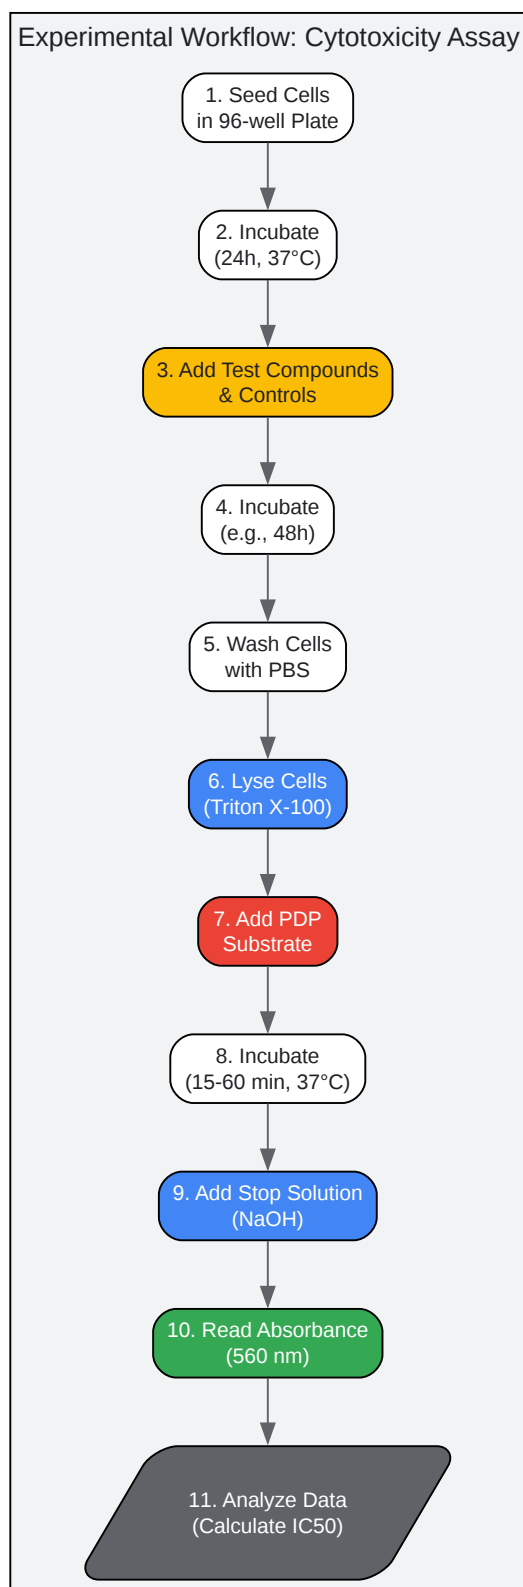 Experimental Workflow: Cytotoxicity Assay
1. Seed Cells
in 96-well Plate
2. Incubate
(24h, 37°C)
3. Add Test Compounds
& Controls
4. Incubate
(e.g., 48h)
5. Wash Cells
with PBS
6. Lyse Cells
(Triton X-100)
7. Add PDP
Substrate
8. Incubate
(15-60 min, 37°C)
9. Add Stop Solution
(NaOH)
10. Read Absorbance
(560 nm)
11. Analyze Data
(Calculate IC50)